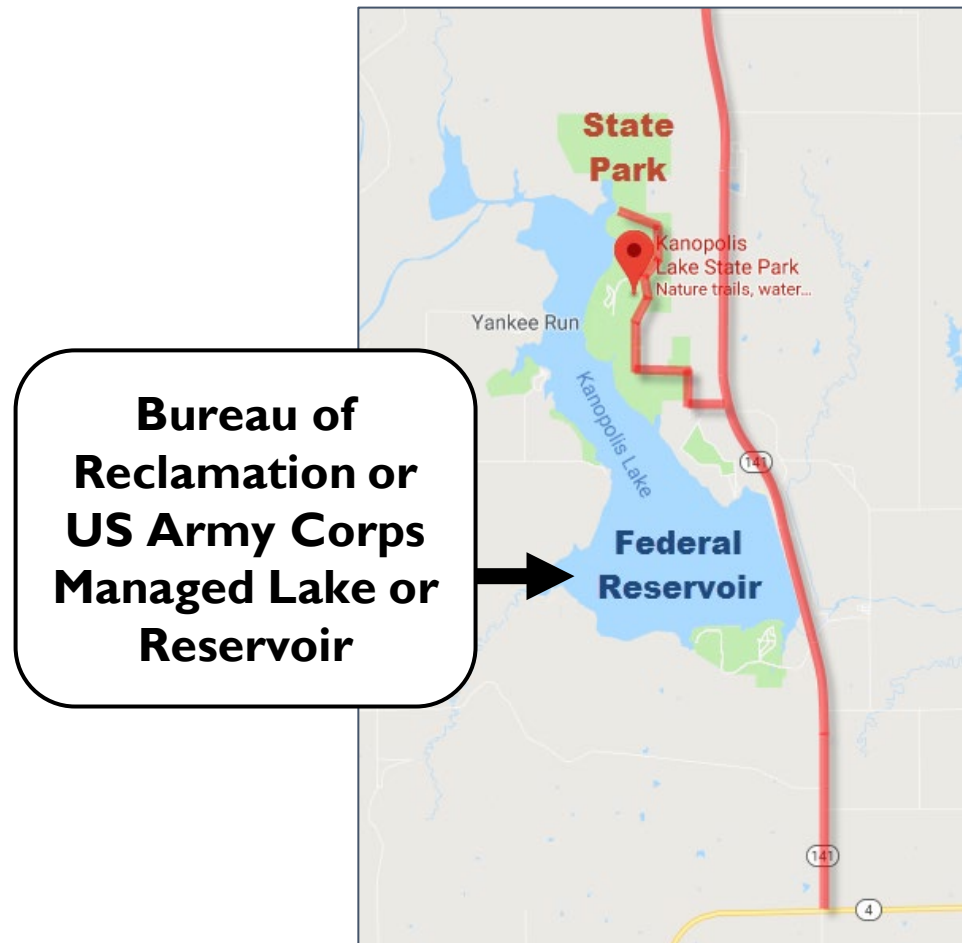 State
Park
Kanopolis
Lake State Park
Nature trails, water...
Yankee Run
Kanopolis Lake
Bureau of
Reclamation or
US Army Corps
Managed Lake or
Reservoir
141
Federal
Reservoir
141
4